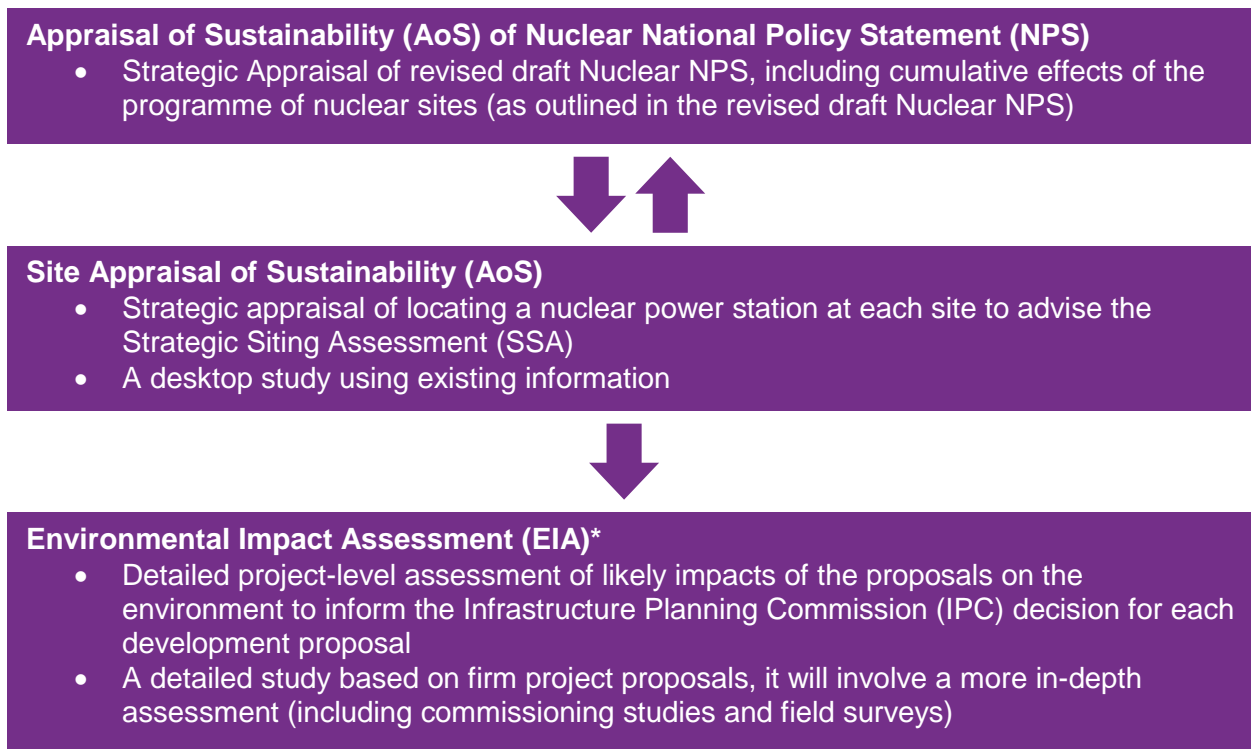 Appraisal of Sustainability (AoS) of Nuclear National Policy Statement (NPS)
• Strategic Appraisal of revised draft Nuclear NPS, including cumulative effects of the
programme of nuclear sites (as outlined in the revised draft Nuclear NPS)
Site Appraisal of Sustainability (AoS)
• Strategic appraisal of locating a nuclear power station at each site to advise the
Strategic Siting Assessment (SSA)
• A desktop study using existing information
Environmental Impact Assessment (EIA)*
• Detailed project-level assessment of likely impacts of the proposals on the
environment to inform the Infrastructure Planning Commission (IPC) decision for each
development proposal
• A detailed study based on firm project proposals, it will involve a more in-depth
assessment (including commissioning studies and field surveys)